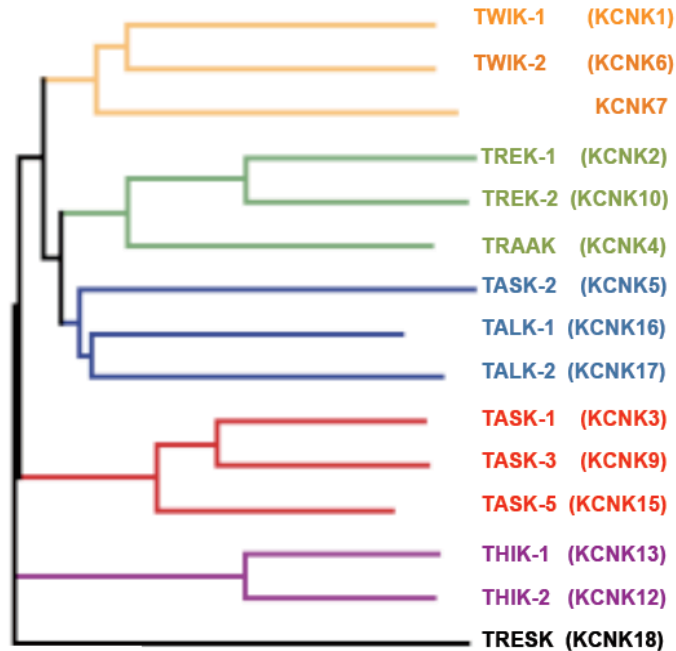 TWIK-1 (KCNK1)
TWIK-2 (KCNK6)
KCNK7
TREK-1 (KCNK2)
TREK-2 (KCNK10)
TRAAK (KCNK4)
TASK-2 (KCNK5)
TALK-1 (KCNK16)
TALK-2 (KCNK17)
TASK-1 (KCNK3)
TASK-3 (KCNK9)
TASK-5 (KCNK15)
THIK-1 (KCNK13)
THIK-2 (KCNK12)
TRESK (KCNK18)